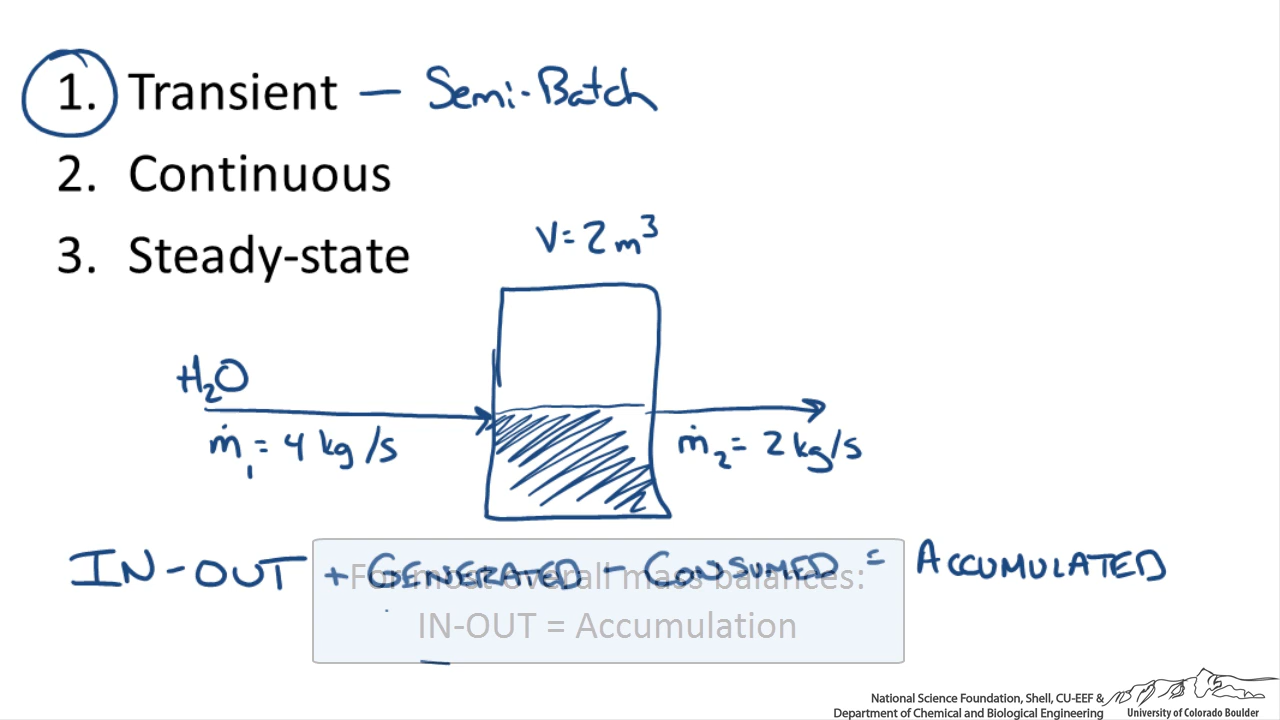 1. Transient — Semi-Batch
2. Continuous
3. Steady-state
V = 2 m³
H₂O
ṁ₁ = 4 kg/s
ṁ₂ = 2 kg/s
IN - OUT + GENERATED - CONSUMED = ACCUMULATED
For most overall mass balances:
IN-OUT = Accumulation
National Science Foundation, Shell, CU-EEF &
Department of Chemical and Biological Engineering
University of Colorado Boulder